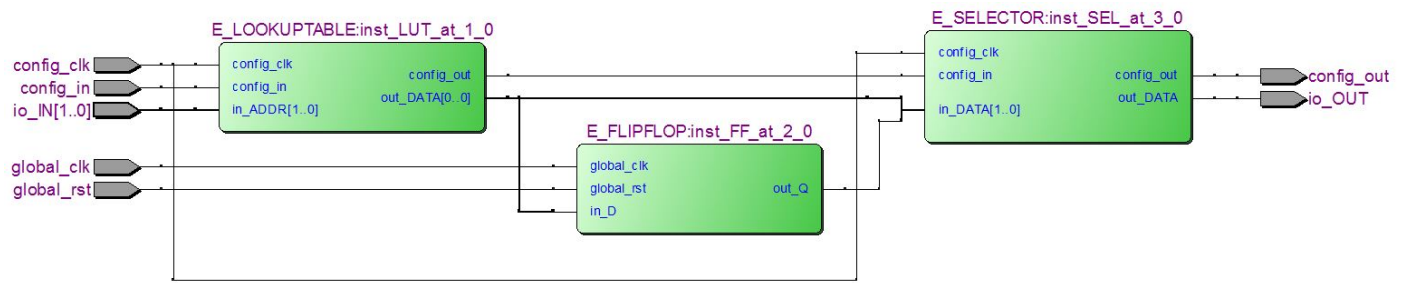 E_LOOKUPTABLE:inst_LUT_at_1_0
config_clk
config_in
io_IN[1..0]
config_clk
config_in
in_ADDR[1..0]
config_out
out_DATA[0..0]
global_clk
global_rst
E_FLIPFLOP:inst_FF_at_2_0
global_clk
global_rst
in_D
out_Q
E_SELECTOR:inst_SEL_at_3_0
config_clk
config_in
in_DATA[1..0]
config_out
out_DATA
config_out
io_OUT